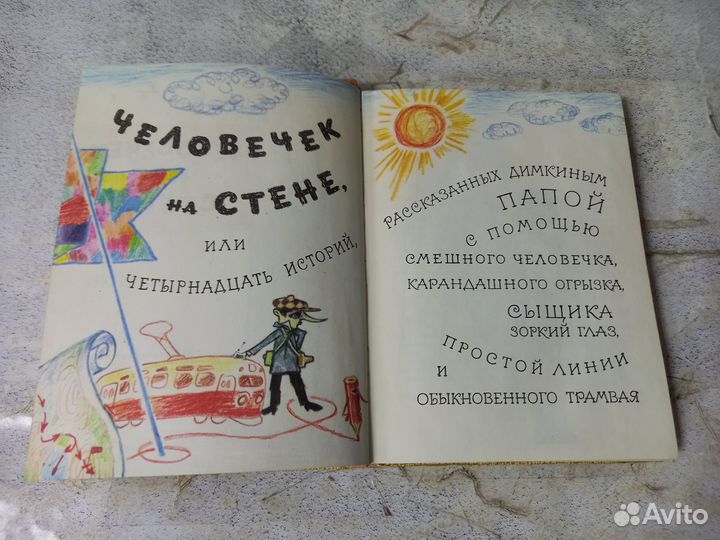 ЧЕЛОВЕЧЕК
НА СТЕНЕ,
ИЛИ
ЧЕТЫРНАДЦАТЬ ИСТОРИЙ,
РАССКАЗАННЫХ ДИМКИНЫМ
ПАПОЙ
С ПОМОЩЬЮ
СМЕШНОГО ЧЕЛОВЕЧКА,
КАРАНДАШНОГО ОГРЫЗКА,
СЫЩИКА
ЗОРКИЙ ГЛАЗ,
ПРОСТОЙ ЛИНИИ
И
ОБЫКНОВЕННОГО ТРАМВАЯ
Avito